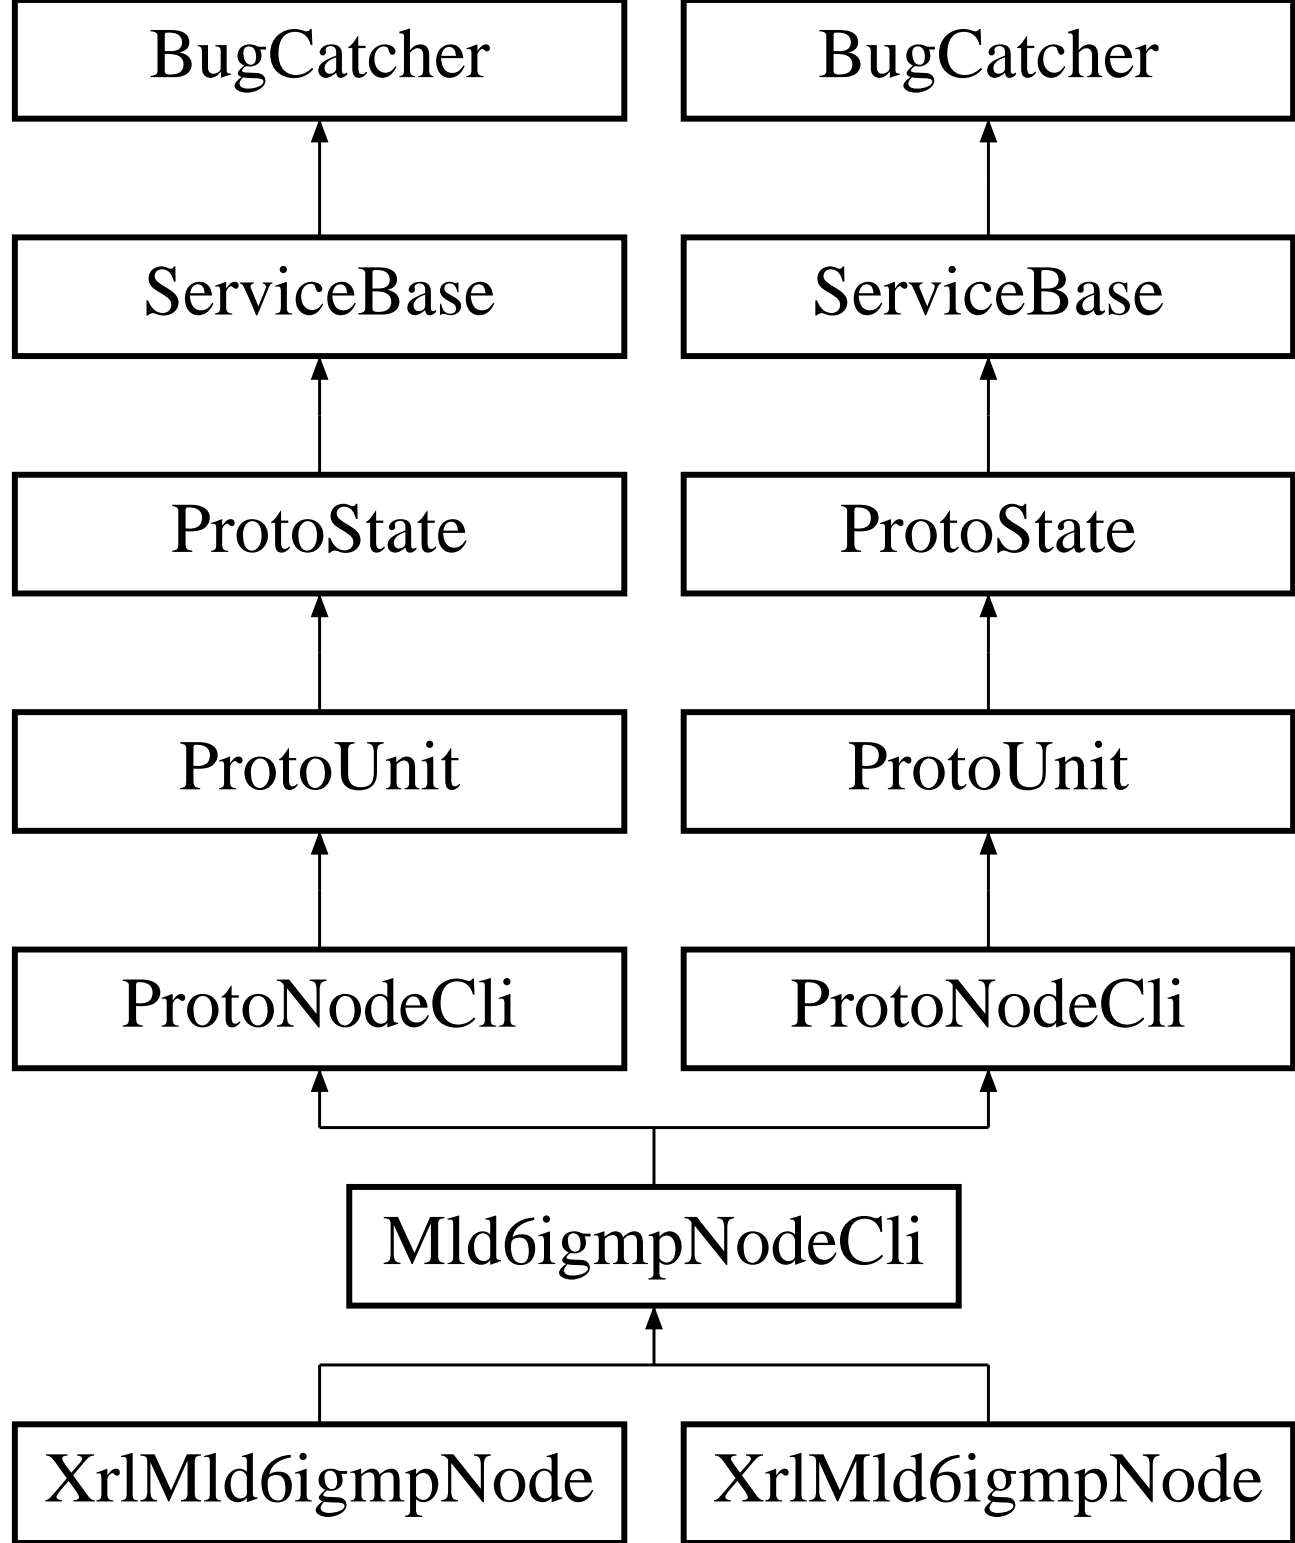 BugCatcher
BugCatcher
ServiceBase
ServiceBase
ProtoState
ProtoState
ProtoUnit
ProtoUnit
ProtoNodeCli
ProtoNodeCli
Mld6igmpNodeCli
XrlMld6igmpNode
XrlMld6igmpNode